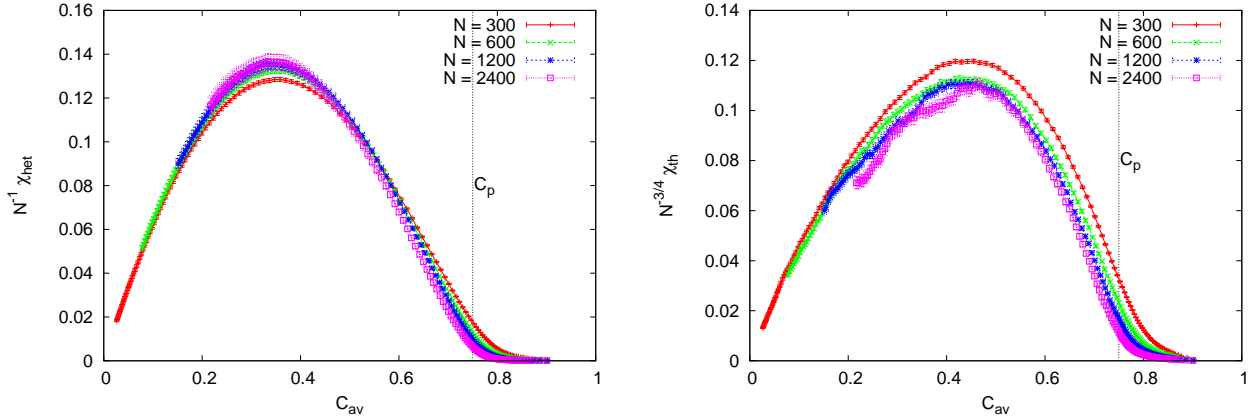 0.16
0.14
0.12
0.1
0.08
0.06
0.04
0.02
0
0
0.2
0.4
0.6
0.8
1
N⁻¹ χ_het
C_av
N = 300
N = 600
N = 1200
N = 2400
C_p
0.14
0.12
0.1
0.08
0.06
0.04
0.02
0
0
0.2
0.4
0.6
0.8
1
N⁻³/⁴ χ_th
C_av
N = 300
N = 600
N = 1200
N = 2400
C_p